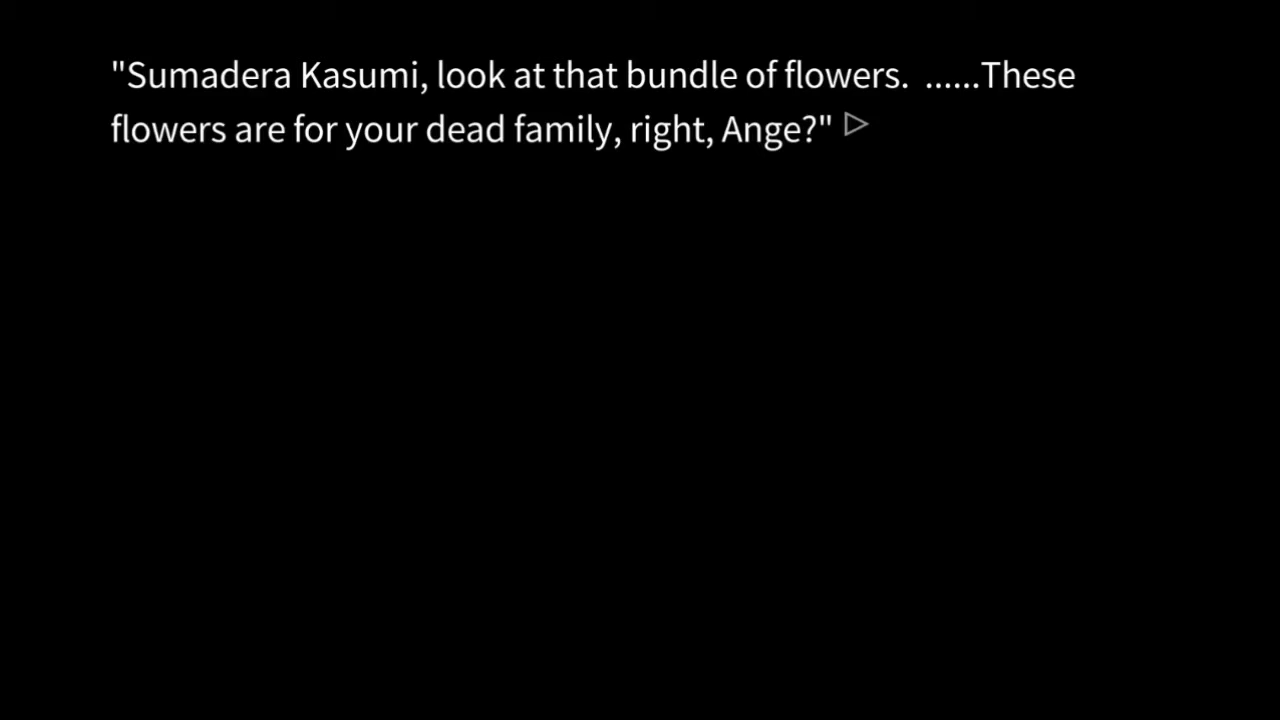 "Sumadera Kasumi, look at that bundle of flowers.  ......These
flowers are for your dead family, right, Ange?"